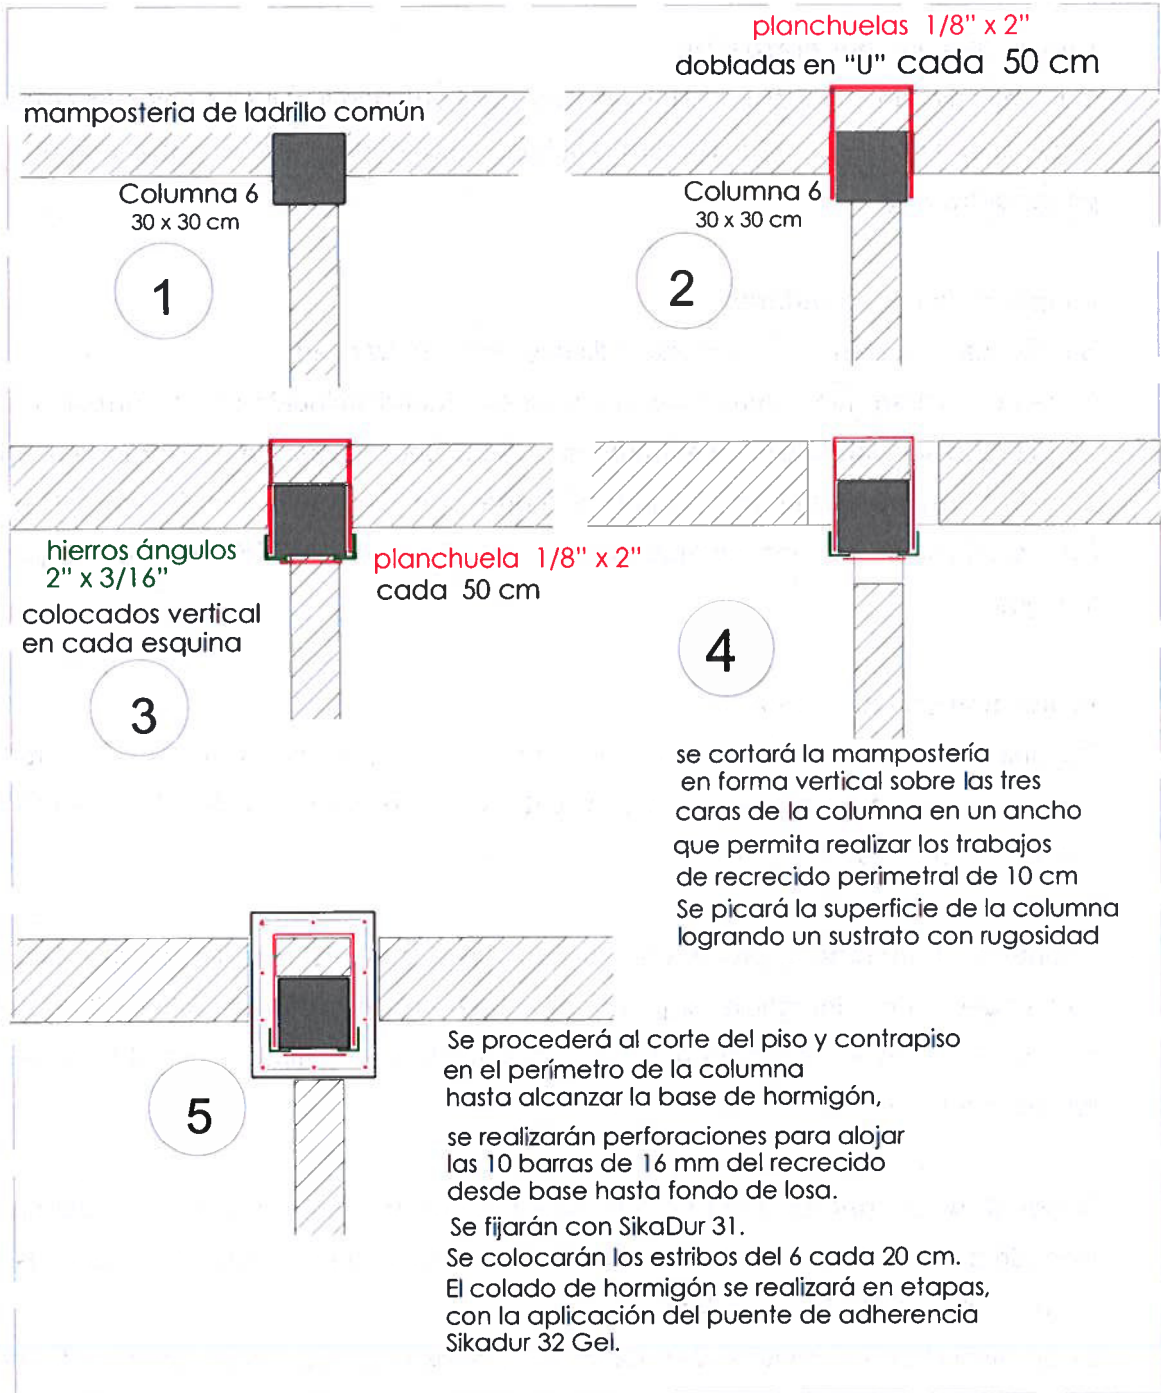 planchuelas 1/8" x 2"
dobladas en "U" cada 50 cm
mamposteria de ladrillo común
Columna 6
30 x 30 cm
1
Columna 6
30 x 30 cm
2
hierros ángulos
2" x 3/16"
colocados vertical
en cada esquina
planchuela 1/8" x 2"
cada 50 cm
3
4
se cortará la mampostería
en forma vertical sobre las tres
caras de la columna en un ancho
que permita realizar los trabajos
de recrecido perimetral de 10 cm
Se picará la superficie de la columna
logrando un sustrato con rugosidad
5
Se procederá al corte del piso y contrapiso
en el perímetro de la columna
hasta alcanzar la base de hormigón,
se realizarán perforaciones para alojar
las 10 barras de 16 mm del recrecido
desde base hasta fondo de losa.
Se fijarán con SikaDur 31.
Se colocarán los estribos del 6 cada 20 cm.
El colado de hormigón se realizará en etapas,
con la aplicación del puente de adherencia
Sikadur 32 Gel.